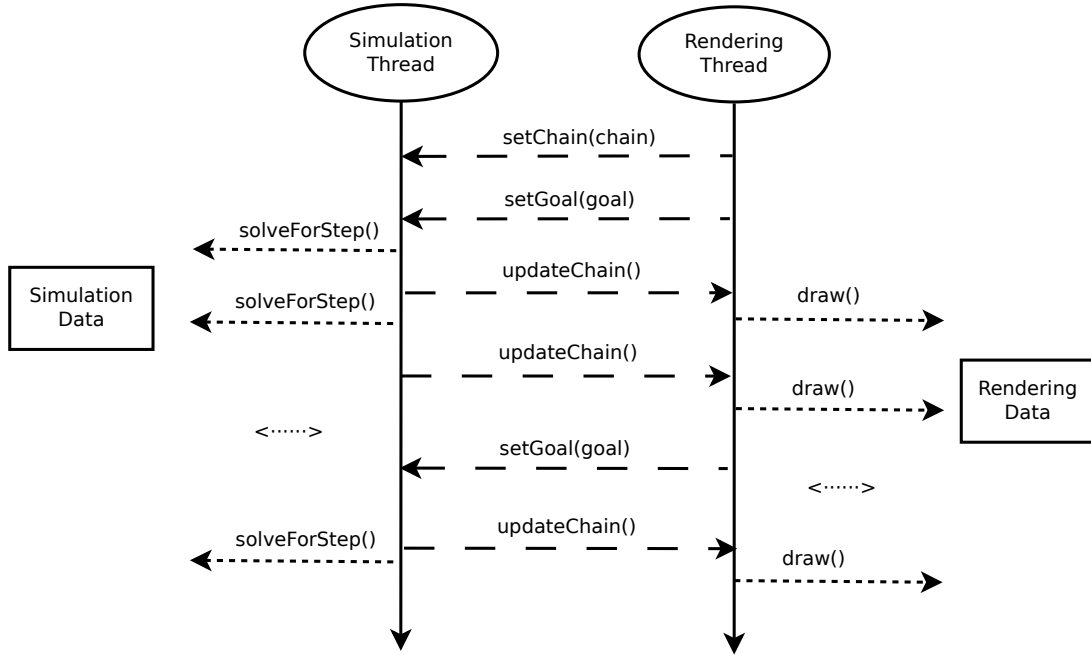 Simulation
Thread
Rendering
Thread
setChain(chain)
setGoal(goal)
solveForStep()
updateChain()
Simulation
Data
solveForStep()
draw()
updateChain()
draw()
Rendering
Data
<······>
setGoal(goal)
<······>
solveForStep()
updateChain()
draw()